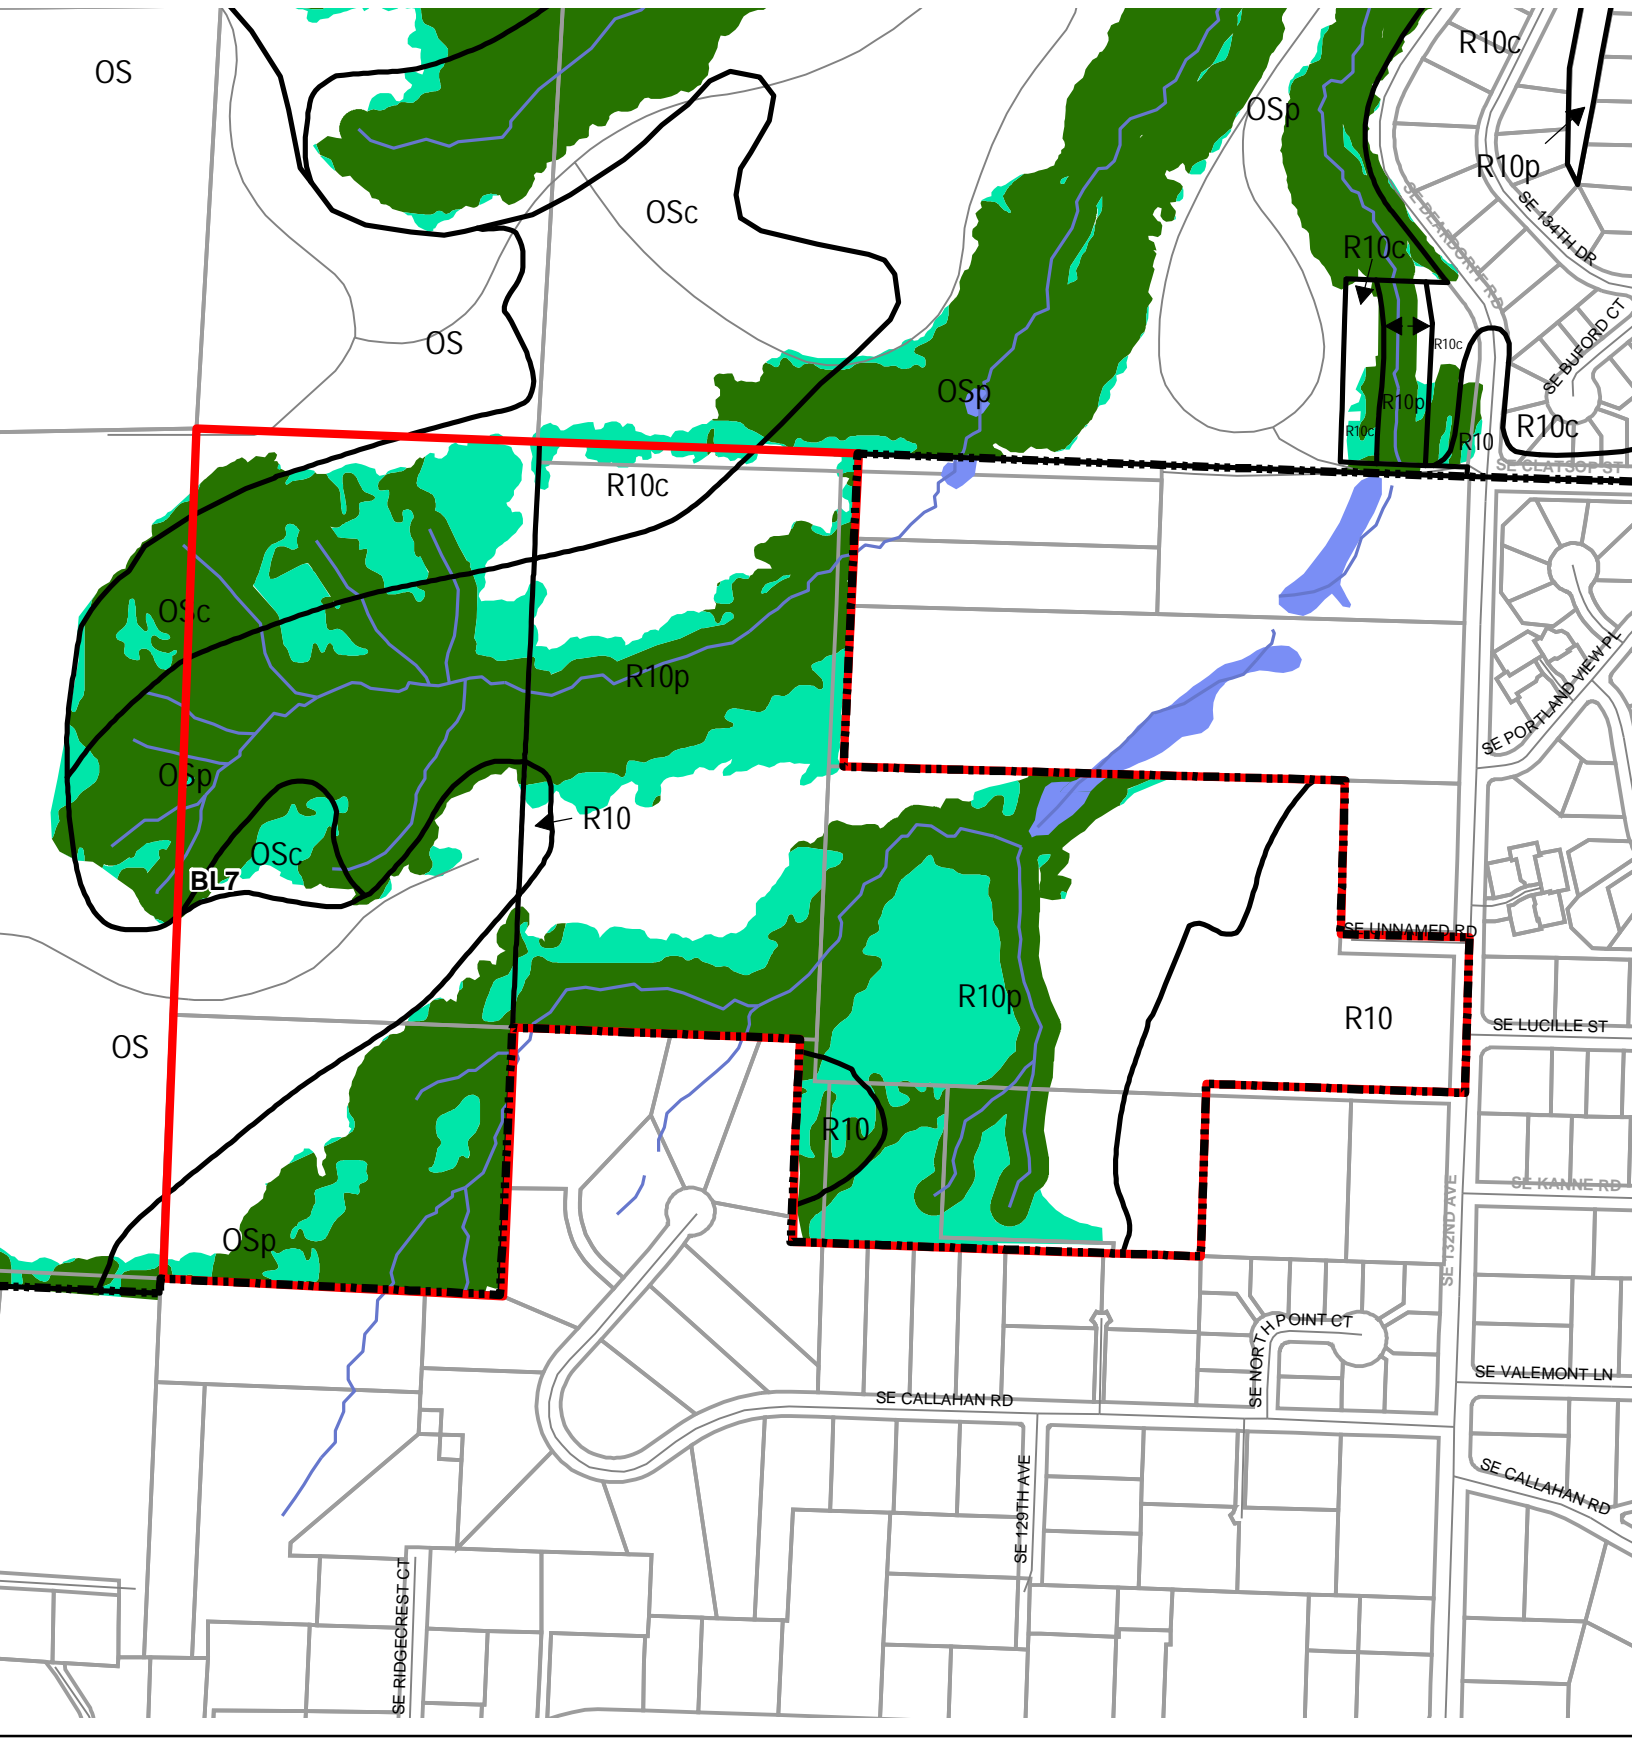 R10c
OS
OSp
R10p
SE 134TH DR
OSc
SE DEARDORFF RD
R10c
OS
R10c
SE BUFORD CT
OSp
R10p
R10c
R10c
R10
SE CLATSOP ST
R10c
OSc
R10p
SE PORTLAND VIEW PL
OSp
R10
OSc
BL7
SE UNNAMED RD
R10p
R10
SE LUCILLE ST
OS
R10
SE KANNE RD
SE 132ND AVE
OSp
SE NORTH POINT CT
SE VALEMONT LN
SE CALLAHAN RD
SE CALLAHAN RD
SE 129TH AVE
SE RIDGECREST CT